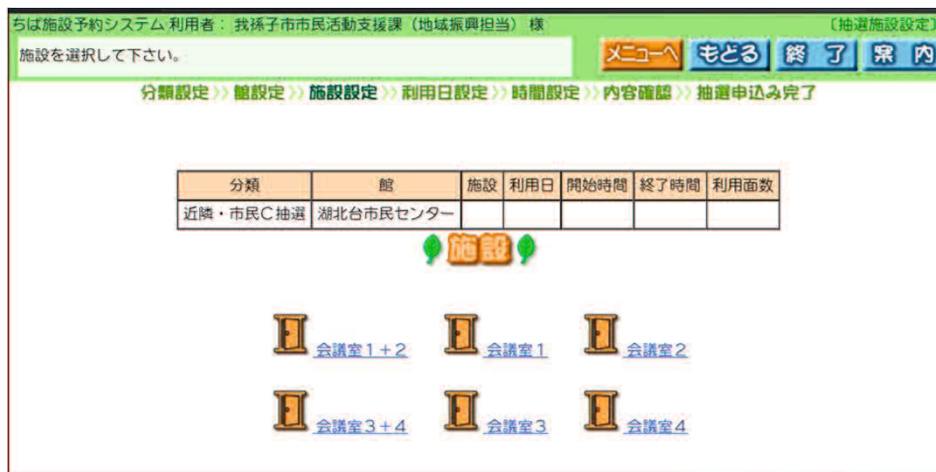 ちば施設予約システム 利用者： 我孫子市市民活動支援課（地域振興担当） 様 〔抽選施設設定〕
施設を選択して下さい。 メニューへ もどる 終 了 案 内
分類設定》館設定》施設設定》利用日設定》時間設定》内容確認》抽選申込み完了
分類 館 施設 利用日 開始時間 終了時間 利用面数
近隣・市民Ｃ抽選 湖北台市民センター
施設
会議室１＋２ 会議室１ 会議室２
会議室３＋４ 会議室３ 会議室４